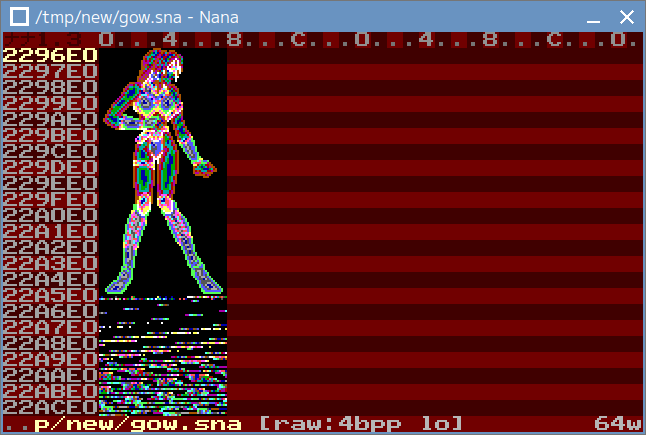 /tmp/new/gow.sna - Nana
0...4...8...C...0...4...8...C...0.
2296E0
2297E0
2298E0
2299E0
229AE0
229BE0
229CE0
229DE0
229EE0
229FE0
22A0E0
22A1E0
22A2E0
22A3E0
22A4E0
22A5E0
22A6E0
22A7E0
22A8E0
22A9E0
22AAE0
22ABE0
22ACE0
..p/new/gow.sna [raw:4bpp lo] 64w